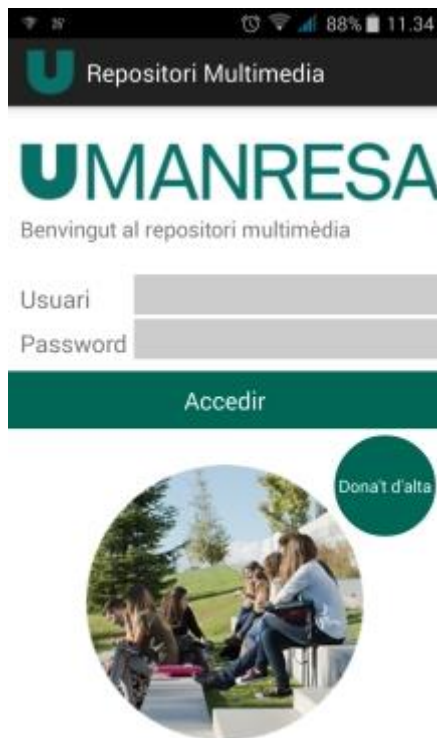 88% 11.34
U Repositori Multimedia
UMANRESA
Benvingut al repositori multimèdia
Usuari
Password
Accedir
Dona't d'alta